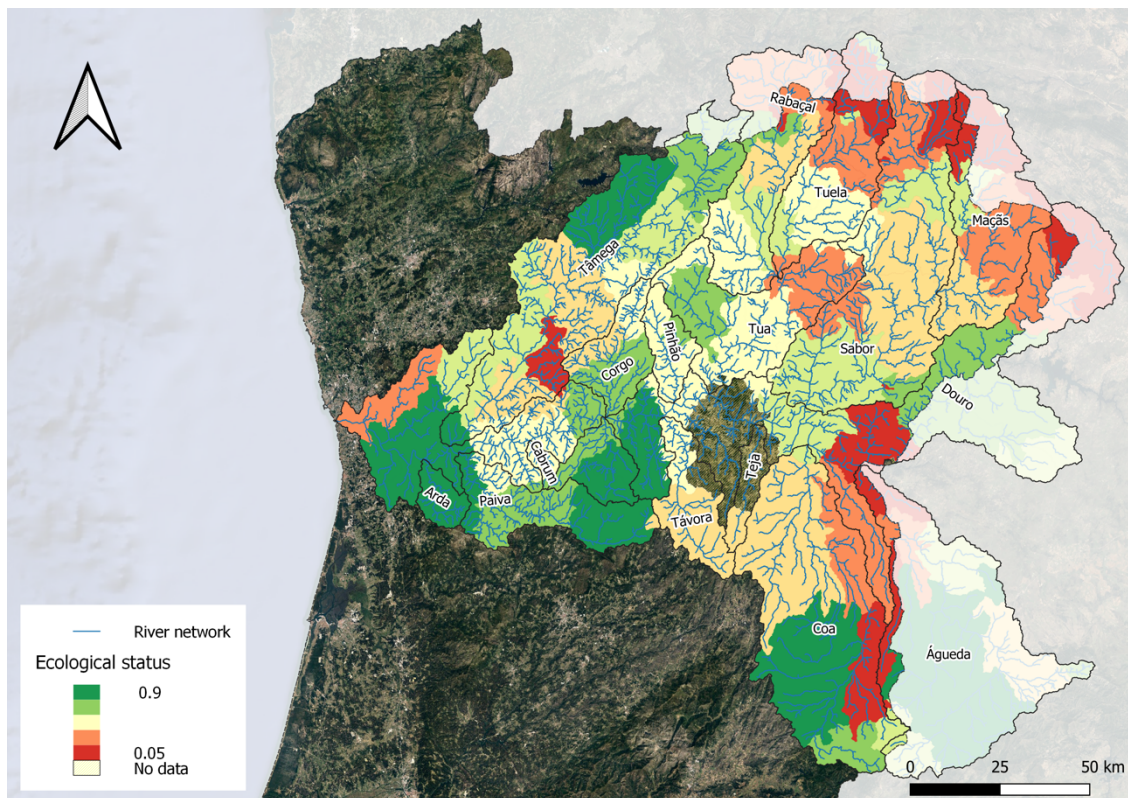 Rabaçal
Tuela
Maçãs
Tâmega
Pinhão
Tua
Sabor
Corgo
Douro
Cabrum
Teja
Arda
Paiva
Távora
Coa
Águeda
River network
Ecological status
0.9
0.05
No data
0 25 50 km